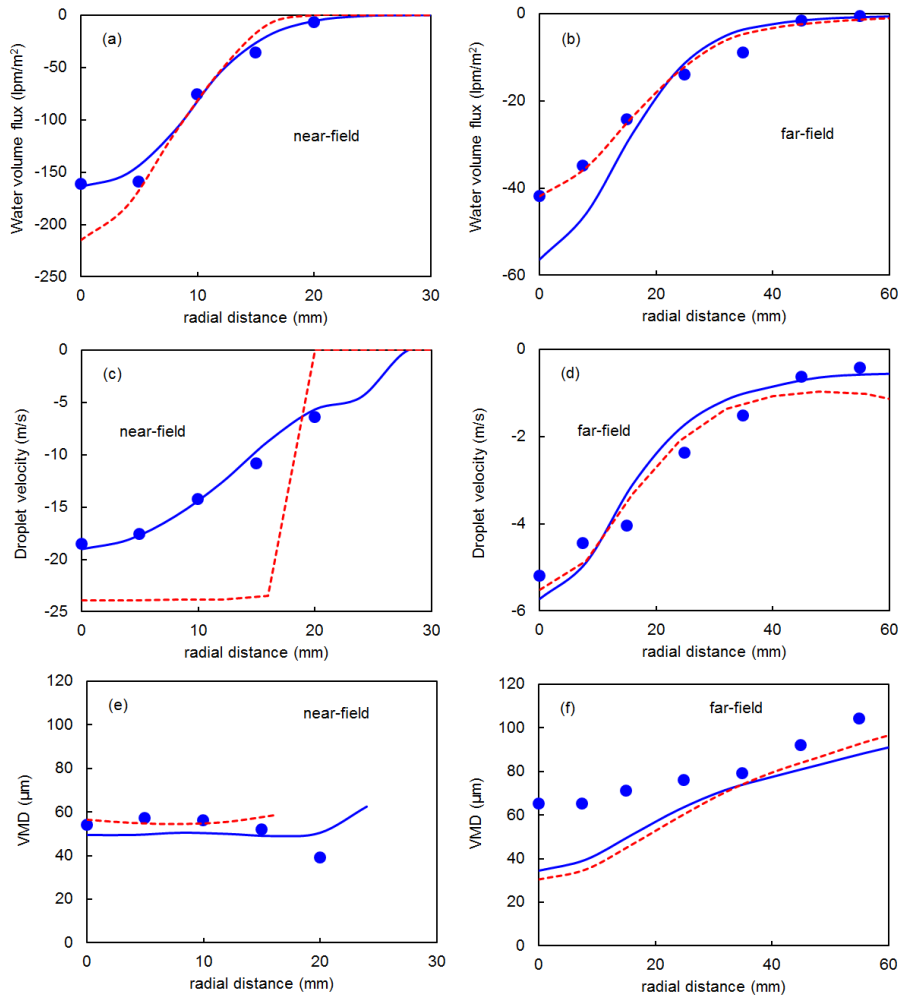 (a)
near-field
Water volume flux (lpm/m²)
0
-50
-100
-150
-200
-250
0
10
20
30
radial distance (mm)
(b)
far-field
Water volume flux (lpm/m²)
0
-20
-40
-60
0
20
40
60
radial distance (mm)
(c)
near-field
Droplet velocity (m/s)
0
-5
-10
-15
-20
-25
0
10
20
30
radial distance (mm)
(d)
far-field
Droplet velocity (m/s)
0
-2
-4
-6
0
20
40
60
radial distance (mm)
(e)
near-field
VMD (µm)
120
100
80
60
40
20
0
0
10
20
30
radial distance (mm)
(f)
far-field
VMD (µm)
120
100
80
60
40
20
0
0
20
40
60
radial distance (mm)